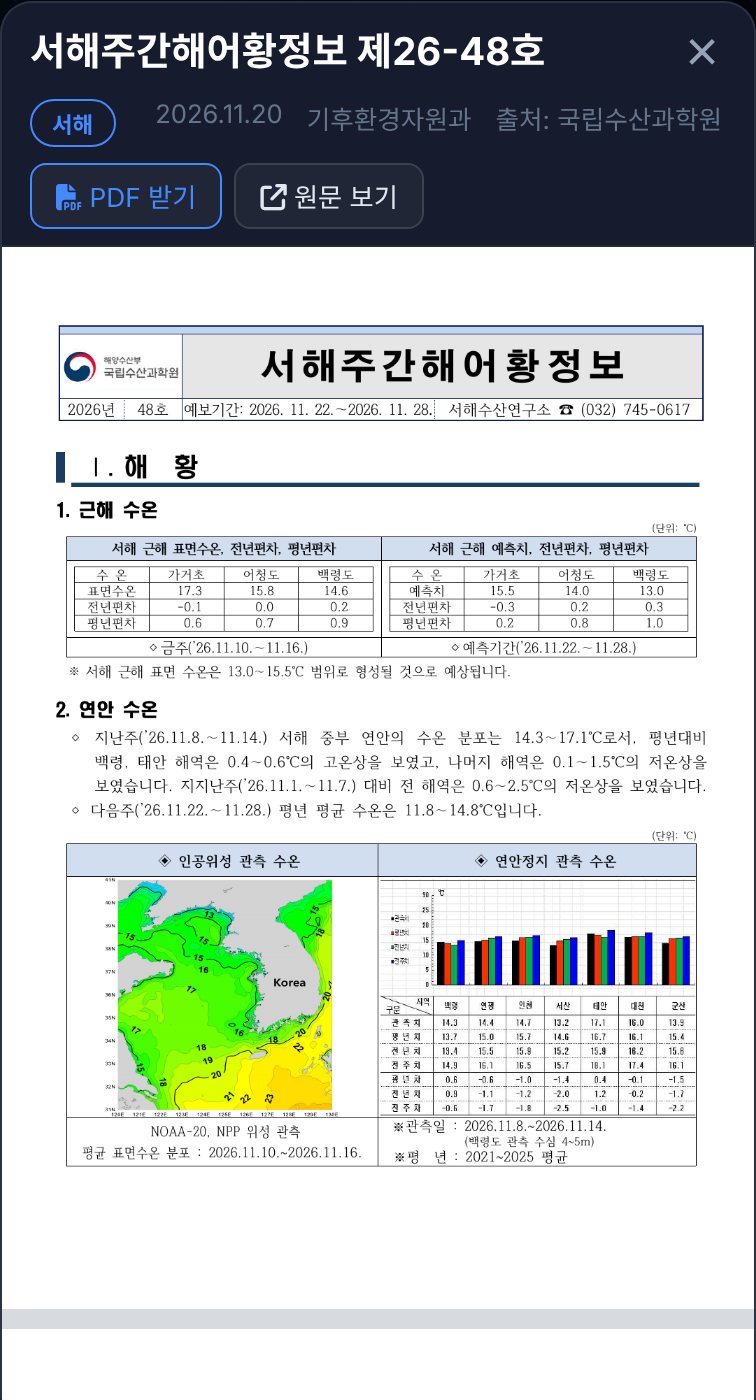 서해주간해어황정보 제26-48호
서해 2026.11.20 기후환경자원과 출처: 국립수산과학원
PDF 받기 원문 보기
해양수산부
국립수산과학원
서해주간해어황정보
2026년 48호 예보기간: 2026. 11. 22.~2026. 11. 28. 서해수산연구소 ☎ (032) 745-0617
Ⅰ. 해 황
1. 근해 수온
(단위: ℃)
서해 근해 표면수온, 전년편차, 평년편차 서해 근해 예측치, 전년편차, 평년편차
수 온 가거초 어청도 백령도 수 온 가거초 어청도 백령도
표면수온 17.3 15.8 14.6 예측치 15.5 14.0 13.0
전년편차 -0.1 0.0 0.2 전년편차 -0.3 0.2 0.3
평년편차 0.6 0.7 0.9 평년편차 0.2 0.8 1.0
◇금주('26.11.10.~11.16.) ◇예측기간('26.11.22.~11.28.)
※ 서해 근해 표면 수온은 13.0~15.5℃ 범위로 형성될 것으로 예상됩니다.
2. 연안 수온
◇ 지난주('26.11.8.~11.14.) 서해 중부 연안의 수온 분포는 14.3~17.1℃로서, 평년대비
백령, 태안 해역은 0.4~0.6℃의 고온상을 보였고, 나머지 해역은 0.1~1.5℃의 저온상을
보였습니다. 지지난주('26.11.1.~11.7.) 대비 전 해역은 0.6~2.5℃의 저온상을 보였습니다.
◇ 다음주('26.11.22.~11.28.) 평년 평균 수온은 11.8~14.8℃입니다.
(단위: ℃)
◈ 인공위성 관측 수온 ◈ 연안정지 관측 수온
Korea
지역
구분 백령 연평 인천 서산 태안 대천 군산
관 측 치 14.3 14.4 14.7 13.2 17.1 16.0 13.9
평 년 치 13.7 15.0 15.7 14.6 16.7 16.1 15.4
전 년 치 13.4 15.5 15.9 15.2 15.9 16.2 15.6
전 주 치 14.9 16.1 16.5 15.7 18.1 17.4 16.1
평 년 차 0.6 -0.6 -1.0 -1.4 0.4 -0.1 -1.5
전 년 차 0.9 -1.1 -1.2 -2.0 1.2 -0.2 -1.7
전 주 차 -0.6 -1.7 -1.8 -2.5 -1.0 -1.4 -2.2
NOAA-20, NPP 위성 관측
평균 표면수온 분포 : 2026.11.10.~2026.11.16.
※관측일 : 2026.11.8.~2026.11.14.
(백령도 관측 수심 4~5m)
※평 년 : 2021~2025 평균